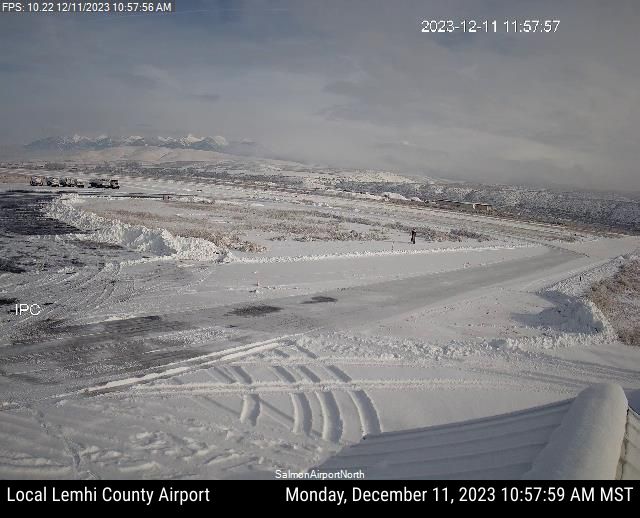 FPS: 10.22 12/11/2023 10:57:56 AM
2023-12-11 11:57:57
IPC
SalmonAirportNorth
Local Lemhi County Airport
Monday, December 11, 2023 10:57:59 AM MST